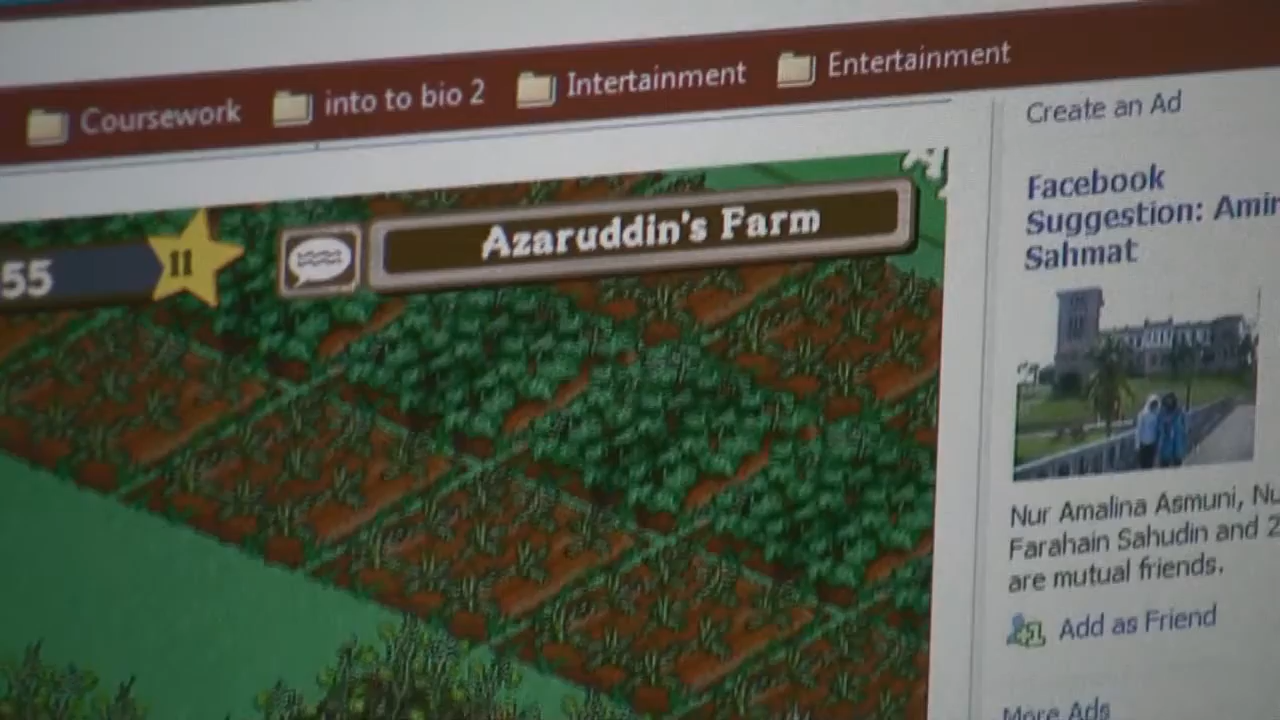 Coursework
into to bio 2
Intertainment
Entertainment
Create an Ad
55
11
Azaruddin's Farm
Facebook
Suggestion: Amir
Sahmat
Nur Amalina Asmuni,
Farahain Sahudin and 2
are mutual friends.
Add as Friend
More Ads